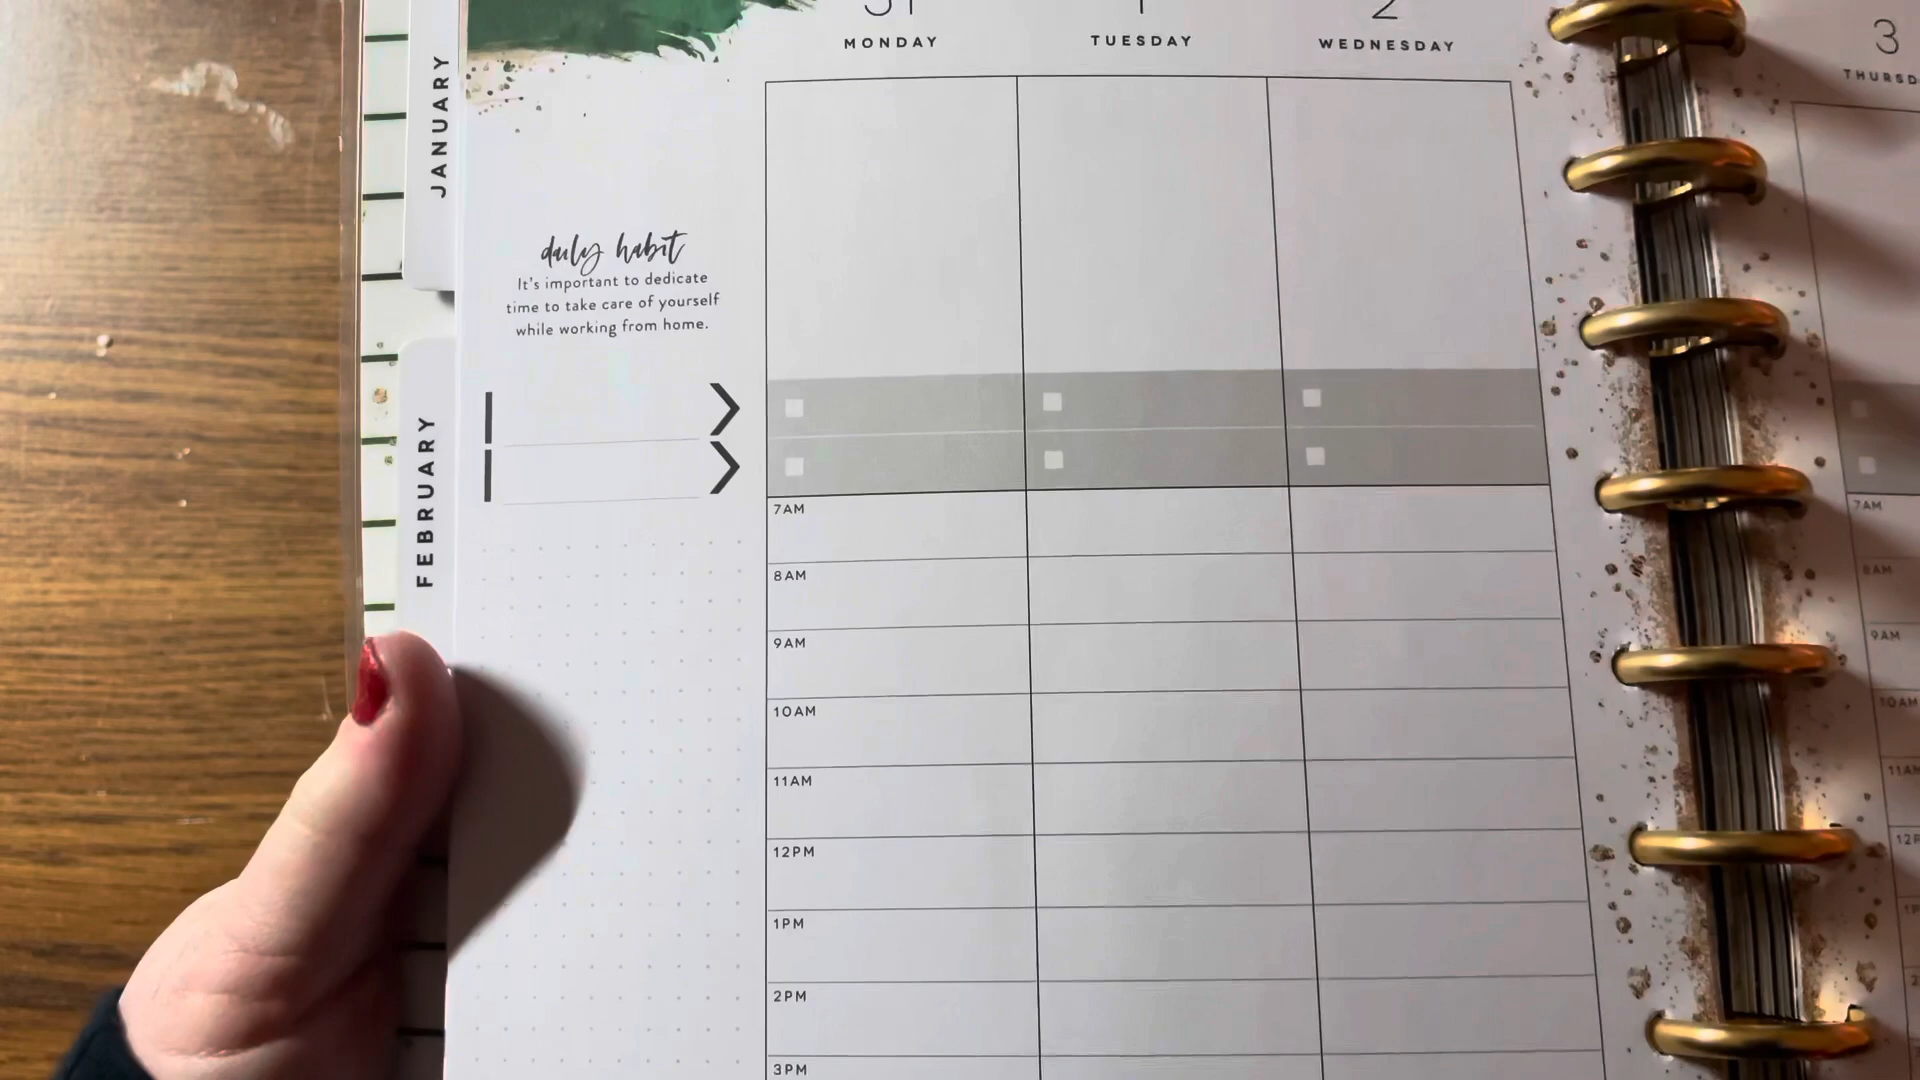 31
MONDAY
1
TUESDAY
2
WEDNESDAY
3
JANUARY
daily habit
It's important to dedicate
time to take care of yourself
while working from home.
FEBRUARY
7AM
8AM
9AM
10AM
11AM
12PM
1PM
2PM
3PM
7AM
8AM
9AM
10AM